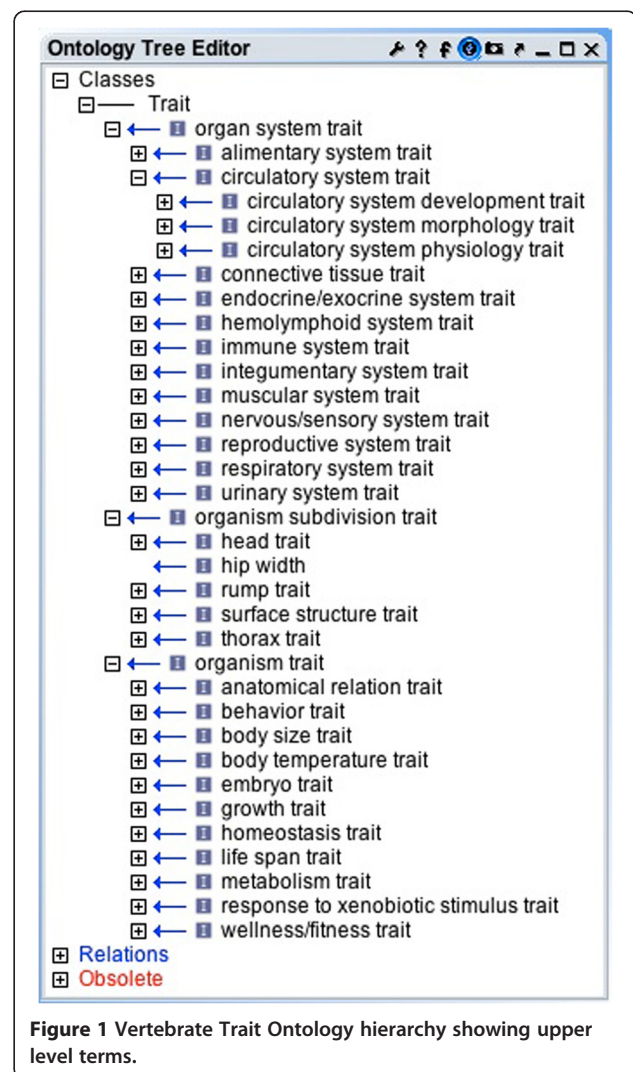 Ontology Tree Editor
Classes
Trait
organ system trait
alimentary system trait
circulatory system trait
circulatory system development trait
circulatory system morphology trait
circulatory system physiology trait
connective tissue trait
endocrine/exocrine system trait
hemolymphoid system trait
immune system trait
integumentary system trait
muscular system trait
nervous/sensory system trait
reproductive system trait
respiratory system trait
urinary system trait
organism subdivision trait
head trait
hip width
rump trait
surface structure trait
thorax trait
organism trait
anatomical relation trait
behavior trait
body size trait
body temperature trait
embryo trait
growth trait
homeostasis trait
life span trait
metabolism trait
response to xenobiotic stimulus trait
wellness/fitness trait
Relations
Obsolete
Figure 1 Vertebrate Trait Ontology hierarchy showing upper
level terms.